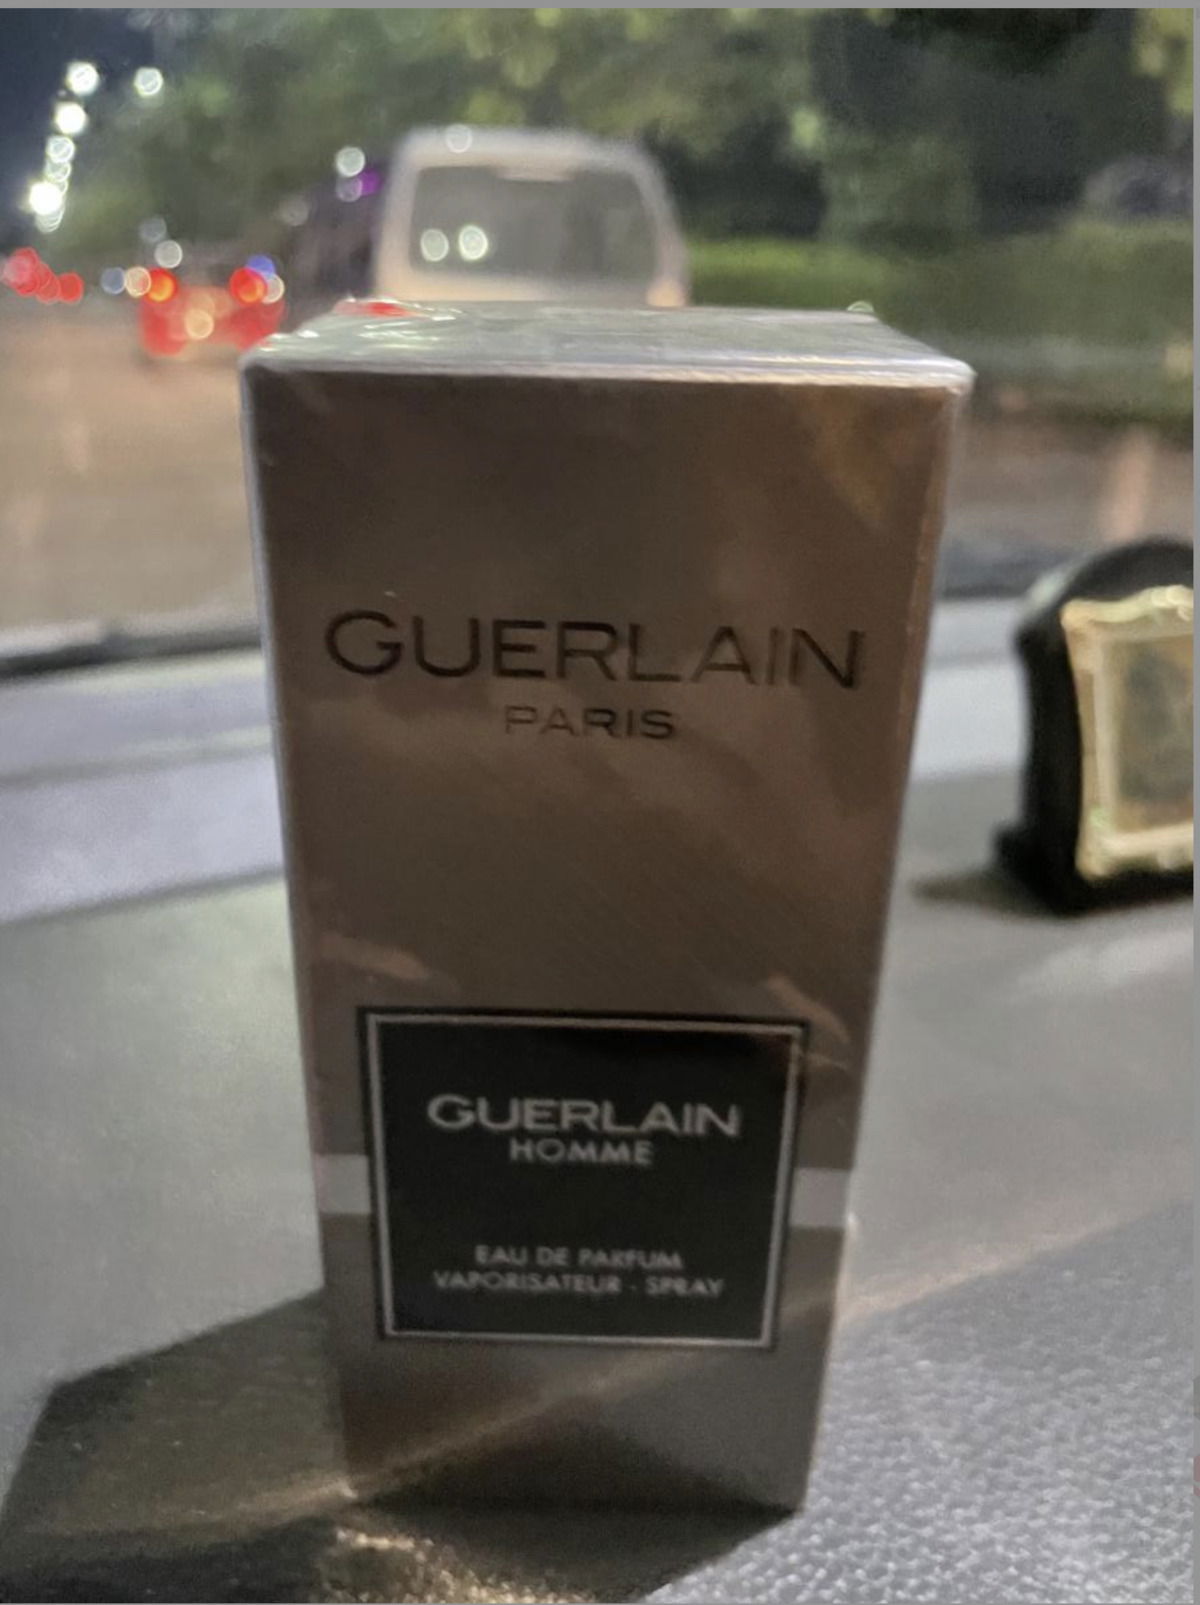 GUERLAIN
PARIS
GUERLAIN
HOMME
EAU DE PARFUM
VAPORISATEUR - SPRAY